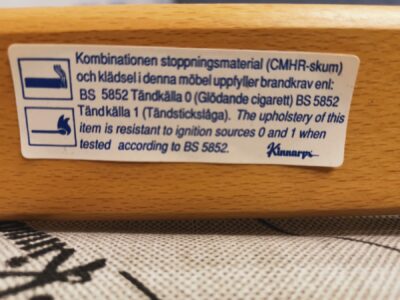 Kombinationen stoppningsmaterial (CMHR-skum)
och klädsel i denna möbel uppfyller brandkrav enl:
BS 5852 Tändkälla 0 (Glödande cigarett) BS 5852
Tändkälla 1 (Tändsticksläga). The upholstery of this
item is resistant to ignition sources 0 and 1 when
tested according to BS 5852.
Kinnarps